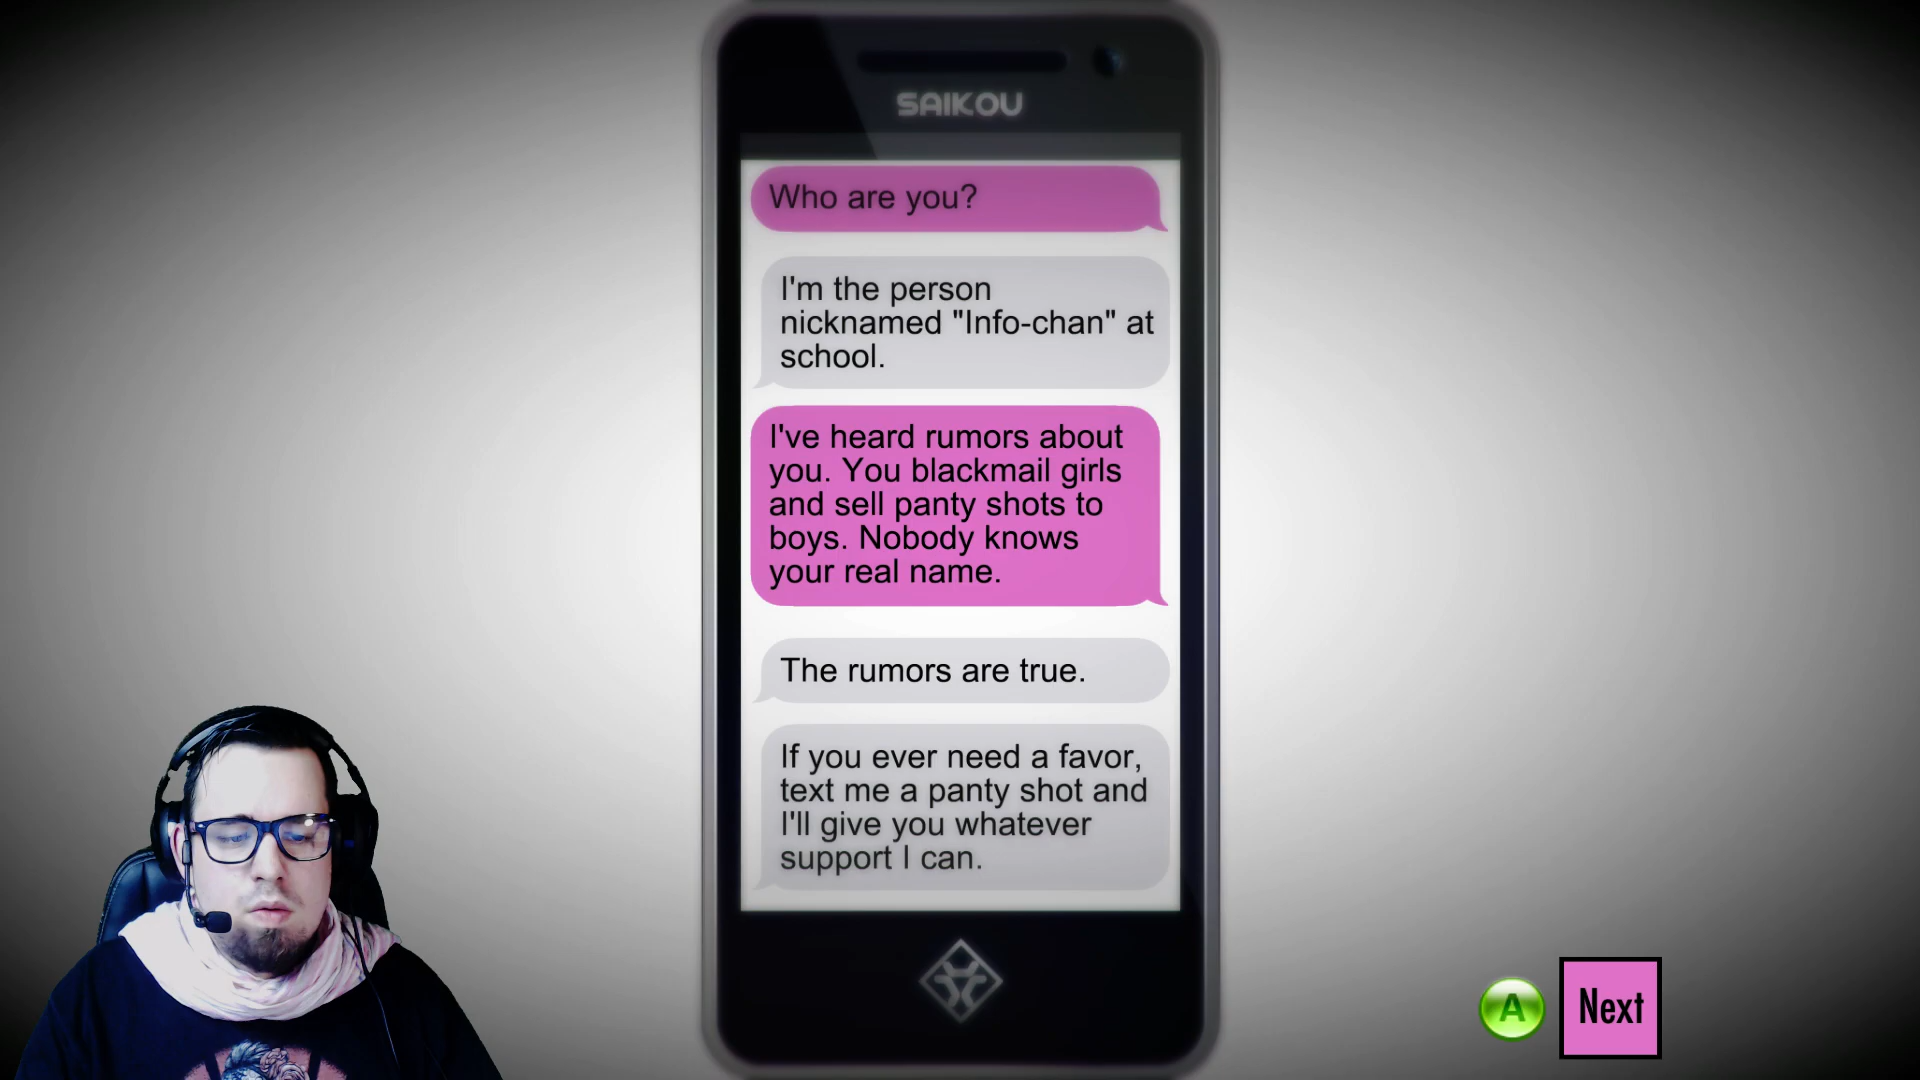 SAIKOU
Who are you?
I'm the person
nicknamed "Info-chan" at
school.
I've heard rumors about
you. You blackmail girls
and sell panty shots to
boys. Nobody knows
your real name.
The rumors are true.
If you ever need a favor,
text me a panty shot and
I'll give you whatever
support I can.
A
Next